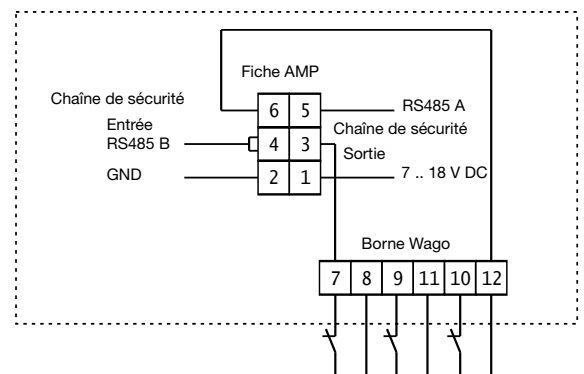 Fiche AMP
Chaîne de sécurité
Entrée
6 5
RS485 A
Chaîne de sécurité
RS485 B
4 3
Sortie
GND
2 1
7 .. 18 V DC
Borne Wago
7 8 9 11 10 12